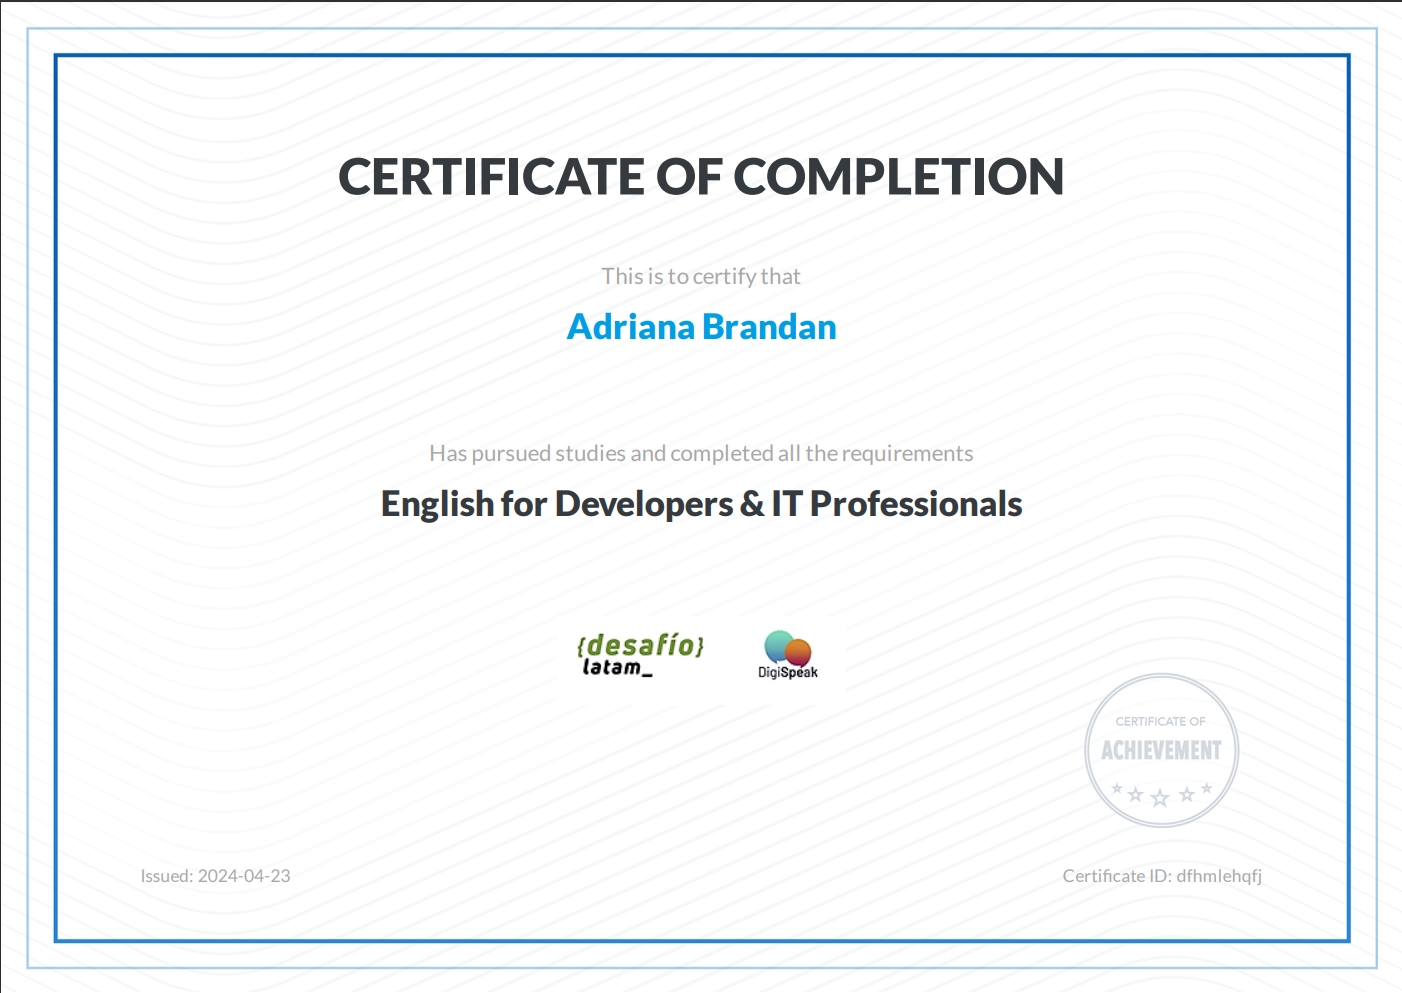 CERTIFICATE OF COMPLETION
This is to certify that
Adriana Brandan
Has pursued studies and completed all the requirements
English for Developers & IT Professionals
{desafío}
latam_
DigiSpeak
CERTIFICATE OF
ACHIEVEMENT
Issued: 2024-04-23
Certificate ID: dfhmlehqfj